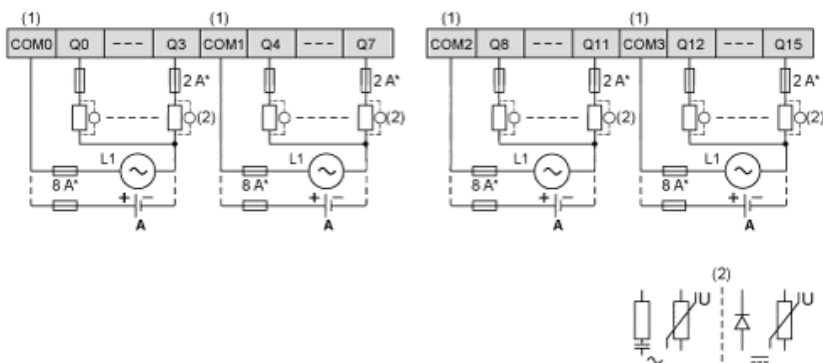 (1) (1) (1) (1)
COM0 Q0 --- Q3 COM1 Q4 --- Q7 COM2 Q8 --- Q11 COM3 Q12 --- Q15
2 A* 2 A* 2 A* 2 A*
(2) (2) (2) (2)
L1 L1 L1 L1
8 A* 8 A* 8 A* 8 A*
+ − + − + − + −
A A A A
(2)
U U